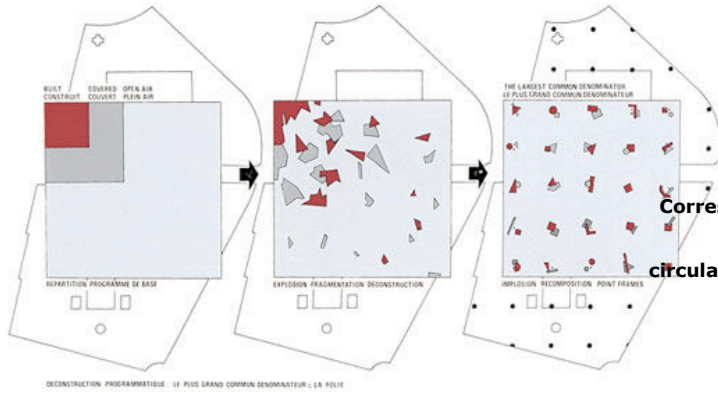 BUILT COVERED OPEN AIR
CONSTRUIT COUVERT PLEIN AIR
THE LARGEST COMMON DENOMINATOR
LE PLUS GRAND COMMUN DENOMINATEUR
Corres
circula
REPARTITION PROGRAMME DE BASE
EXPLOSION FRAGMENTATION DECONSTRUCTION
IMPLOSION RECOMPOSITION POINT FRAMES
DECONSTRUCTION PROGRAMMATIQUE : LE PLUS GRAND COMMUN DENOMINATEUR : LA FOLIE